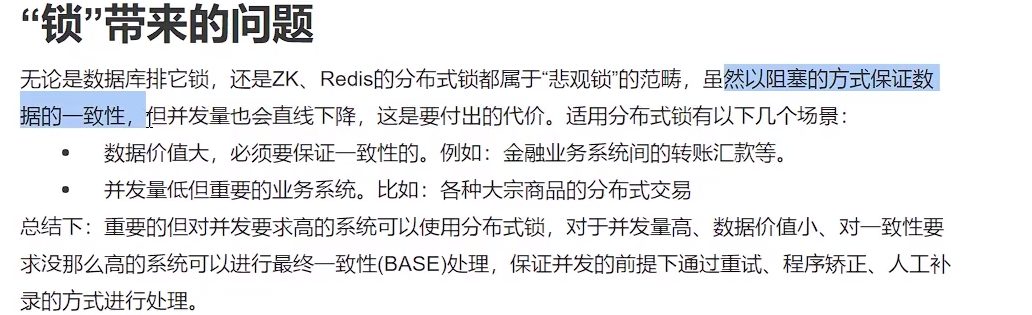 “锁”带来的问题
无论是数据库排它锁，还是ZK、Redis的分布式锁都属于“悲观锁”的范畴，虽然以阻塞的方式保证数
据的一致性，但并发量也会直线下降，这是要付出的代价。适用分布式锁有以下几个场景：
• 数据价值大，必须要保证一致性的。例如：金融业务系统间的转账汇款等。
• 并发量低但重要的业务系统。比如：各种大宗商品的分布式交易
总结下：重要的但对并发要求高的系统可以使用分布式锁，对于并发量高、数据价值小、对一致性要
求没那么高的系统可以进行最终一致性(BASE)处理，保证并发的前提下通过重试、程序矫正、人工补
录的方式进行处理。